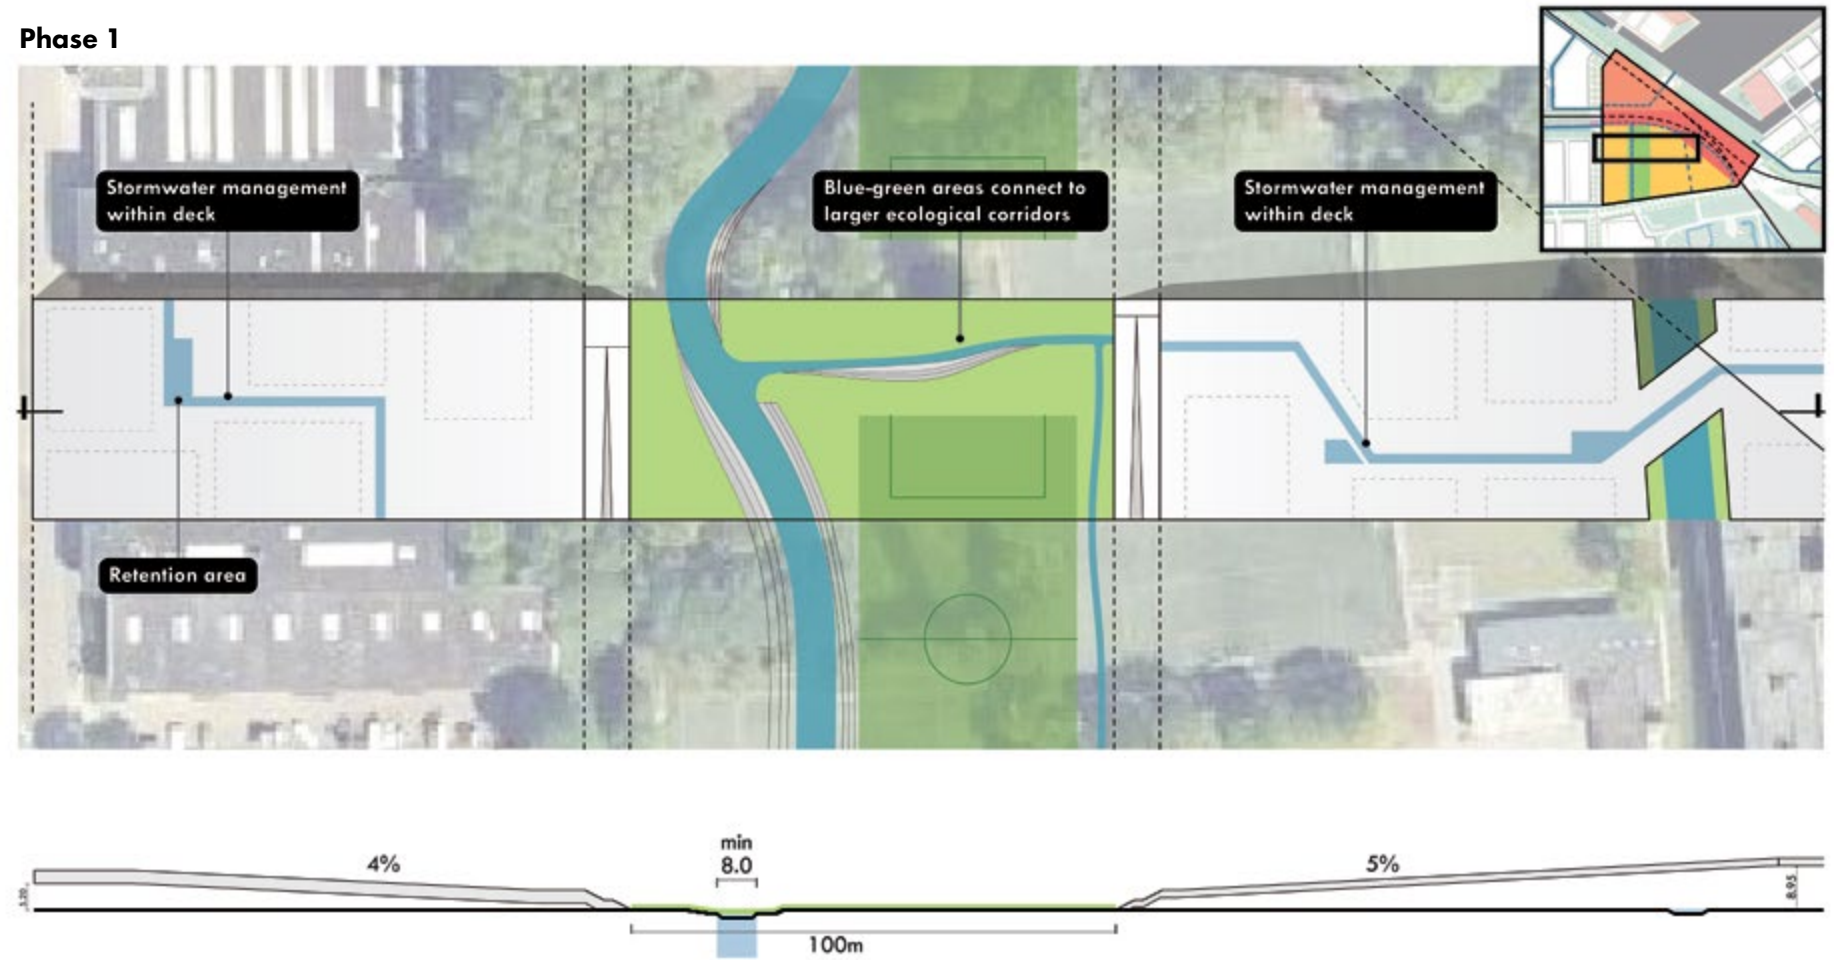 Phase 1
Stormwater management
within deck
Blue-green areas connect to
larger ecological corridors
Stormwater management
within deck
Retention area
4%
min
8.0
5%
8.95
100m